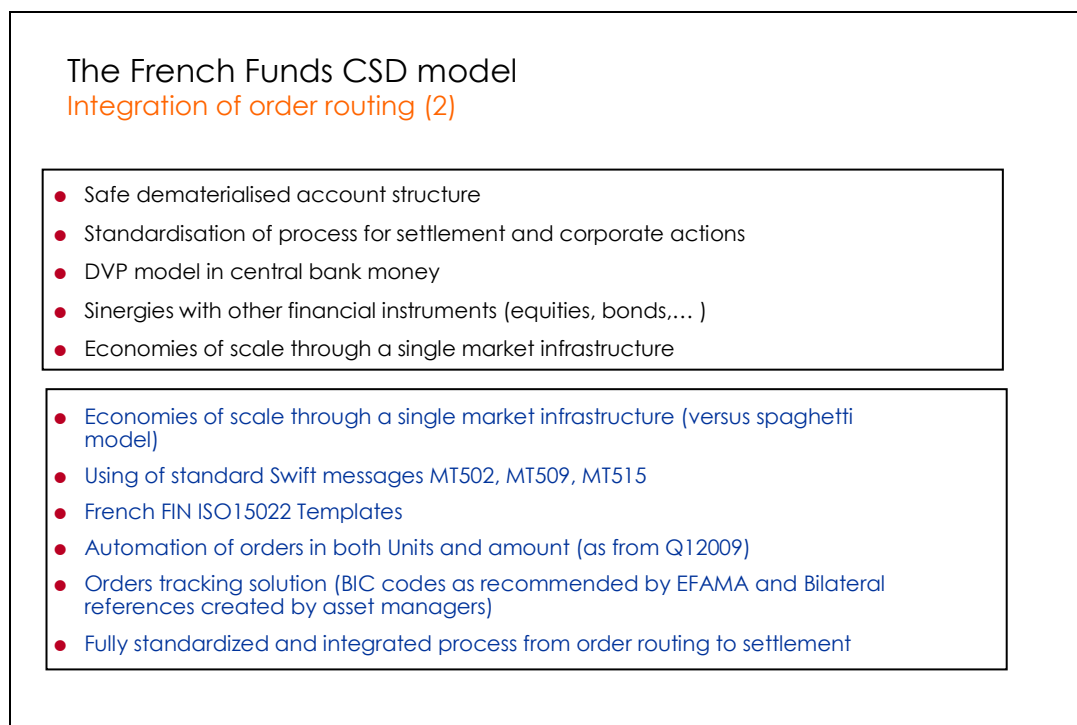 The French Funds CSD model
Integration of order routing (2)
● Safe dematerialised account structure
● Standardisation of process for settlement and corporate actions
● DVP model in central bank money
● Sinergies with other financial instruments (equities, bonds,… )
● Economies of scale through a single market infrastructure
● Economies of scale through a single market infrastructure (versus spaghetti
model)
● Using of standard Swift messages MT502, MT509, MT515
● French FIN ISO15022 Templates
● Automation of orders in both Units and amount (as from Q12009)
● Orders tracking solution (BIC codes as recommended by EFAMA and Bilateral
references created by asset managers)
● Fully standardized and integrated process from order routing to settlement